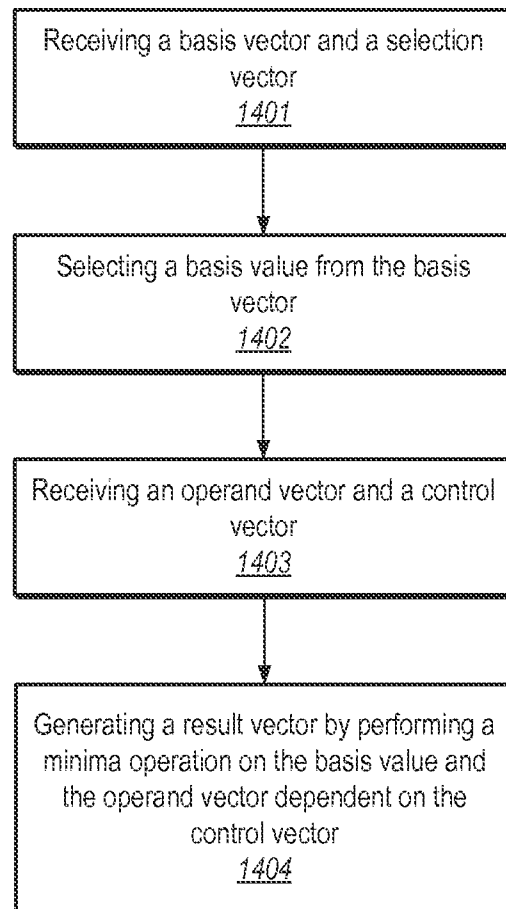 Receiving a basis vector and a selection
vector
1401
Selecting a basis value from the basis
vector
1402
Receiving an operand vector and a control
vector
1403
Generating a result vector by performing a
minima operation on the basis value and
the operand vector dependent on the
control vector
1404